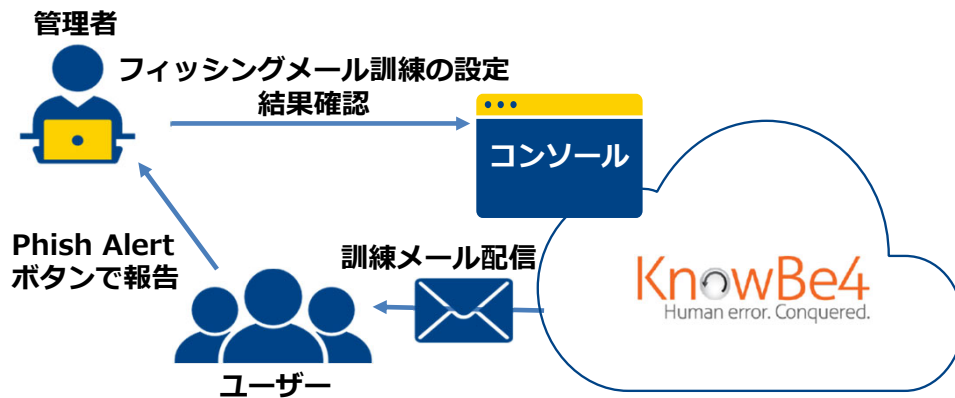 管理者
フィッシングメール訓練の設定
結果確認
コンソール
Phish Alert
ボタンで報告
訓練メール配信
KnowBe4
Human error. Conquered.
ユーザー